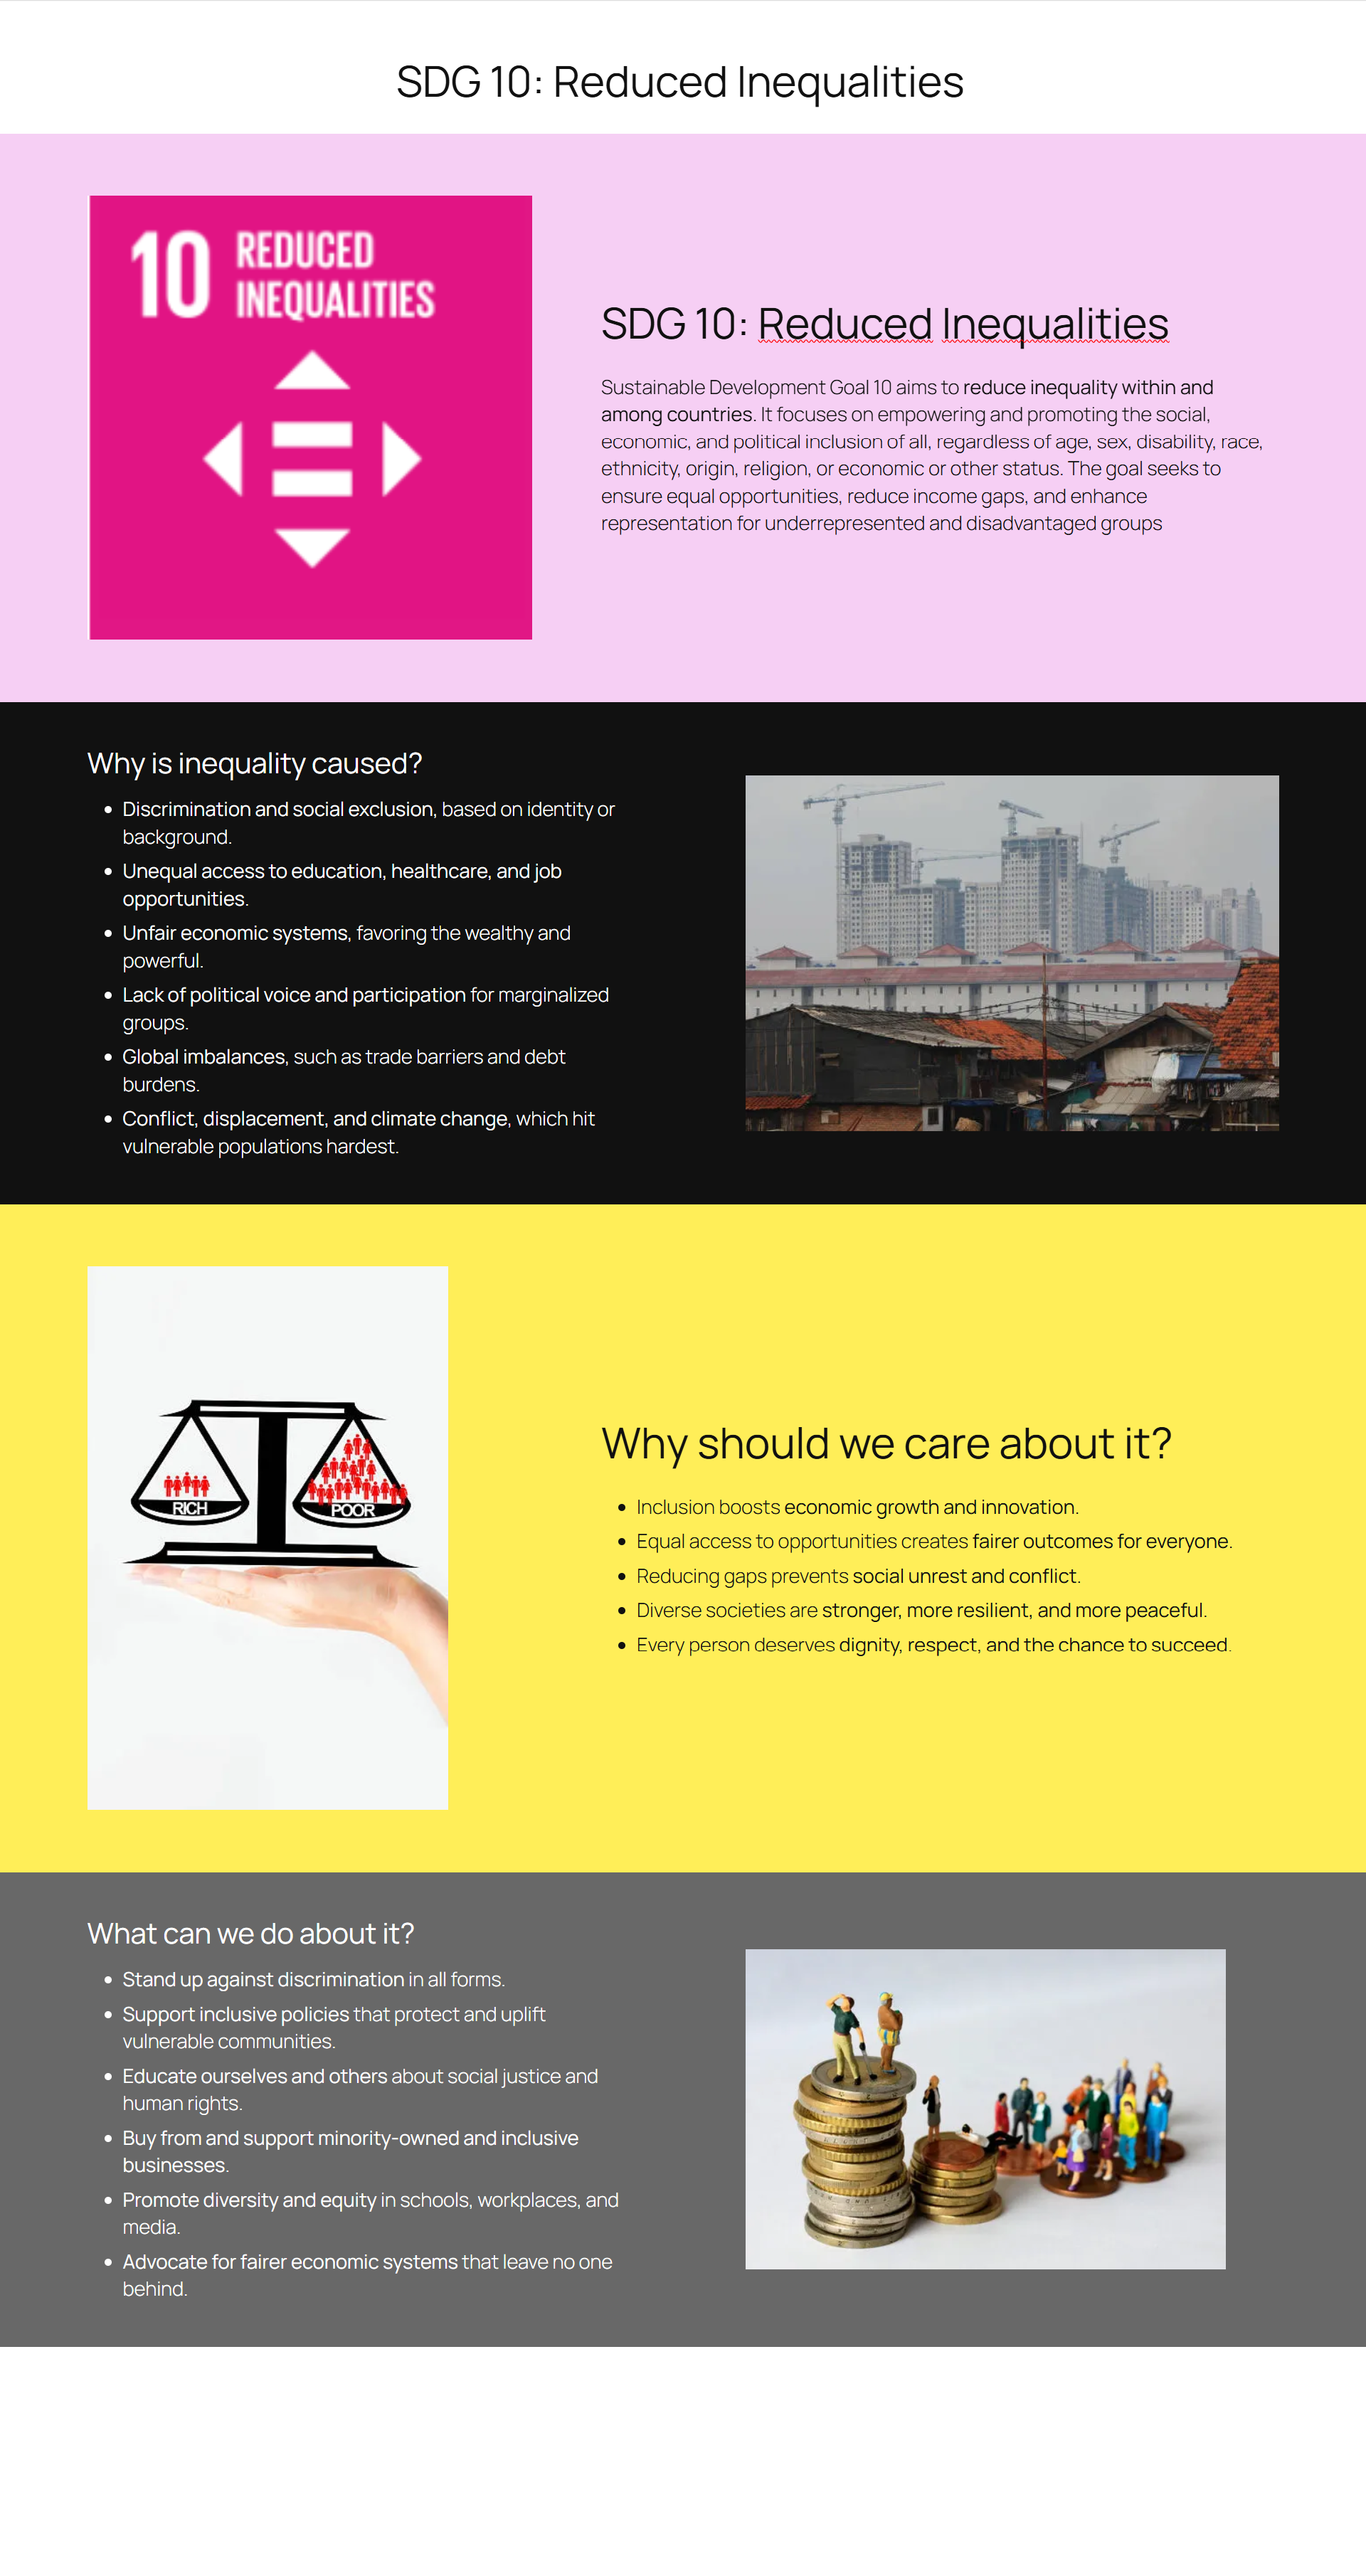 SDG 10: Reduced Inequalities
10 REDUCED
INEQUALITIES
SDG 10: Reduced Inequalities
Sustainable Development Goal 10 aims to reduce inequality within and
among countries. It focuses on empowering and promoting the social,
economic, and political inclusion of all, regardless of age, sex, disability, race,
ethnicity, origin, religion, or economic or other status. The goal seeks to
ensure equal opportunities, reduce income gaps, and enhance
representation for underrepresented and disadvantaged groups
Why is inequality caused?
• Discrimination and social exclusion, based on identity or
background.
• Unequal access to education, healthcare, and job
opportunities.
• Unfair economic systems, favoring the wealthy and
powerful.
• Lack of political voice and participation for marginalized
groups.
• Global imbalances, such as trade barriers and debt
burdens.
• Conflict, displacement, and climate change, which hit
vulnerable populations hardest.
RICH
POOR
Why should we care about it?
• Inclusion boosts economic growth and innovation.
• Equal access to opportunities creates fairer outcomes for everyone.
• Reducing gaps prevents social unrest and conflict.
• Diverse societies are stronger, more resilient, and more peaceful.
• Every person deserves dignity, respect, and the chance to succeed.
What can we do about it?
• Stand up against discrimination in all forms.
• Support inclusive policies that protect and uplift
vulnerable communities.
• Educate ourselves and others about social justice and
human rights.
• Buy from and support minority-owned and inclusive
businesses.
• Promote diversity and equity in schools, workplaces, and
media.
• Advocate for fairer economic systems that leave no one
behind.